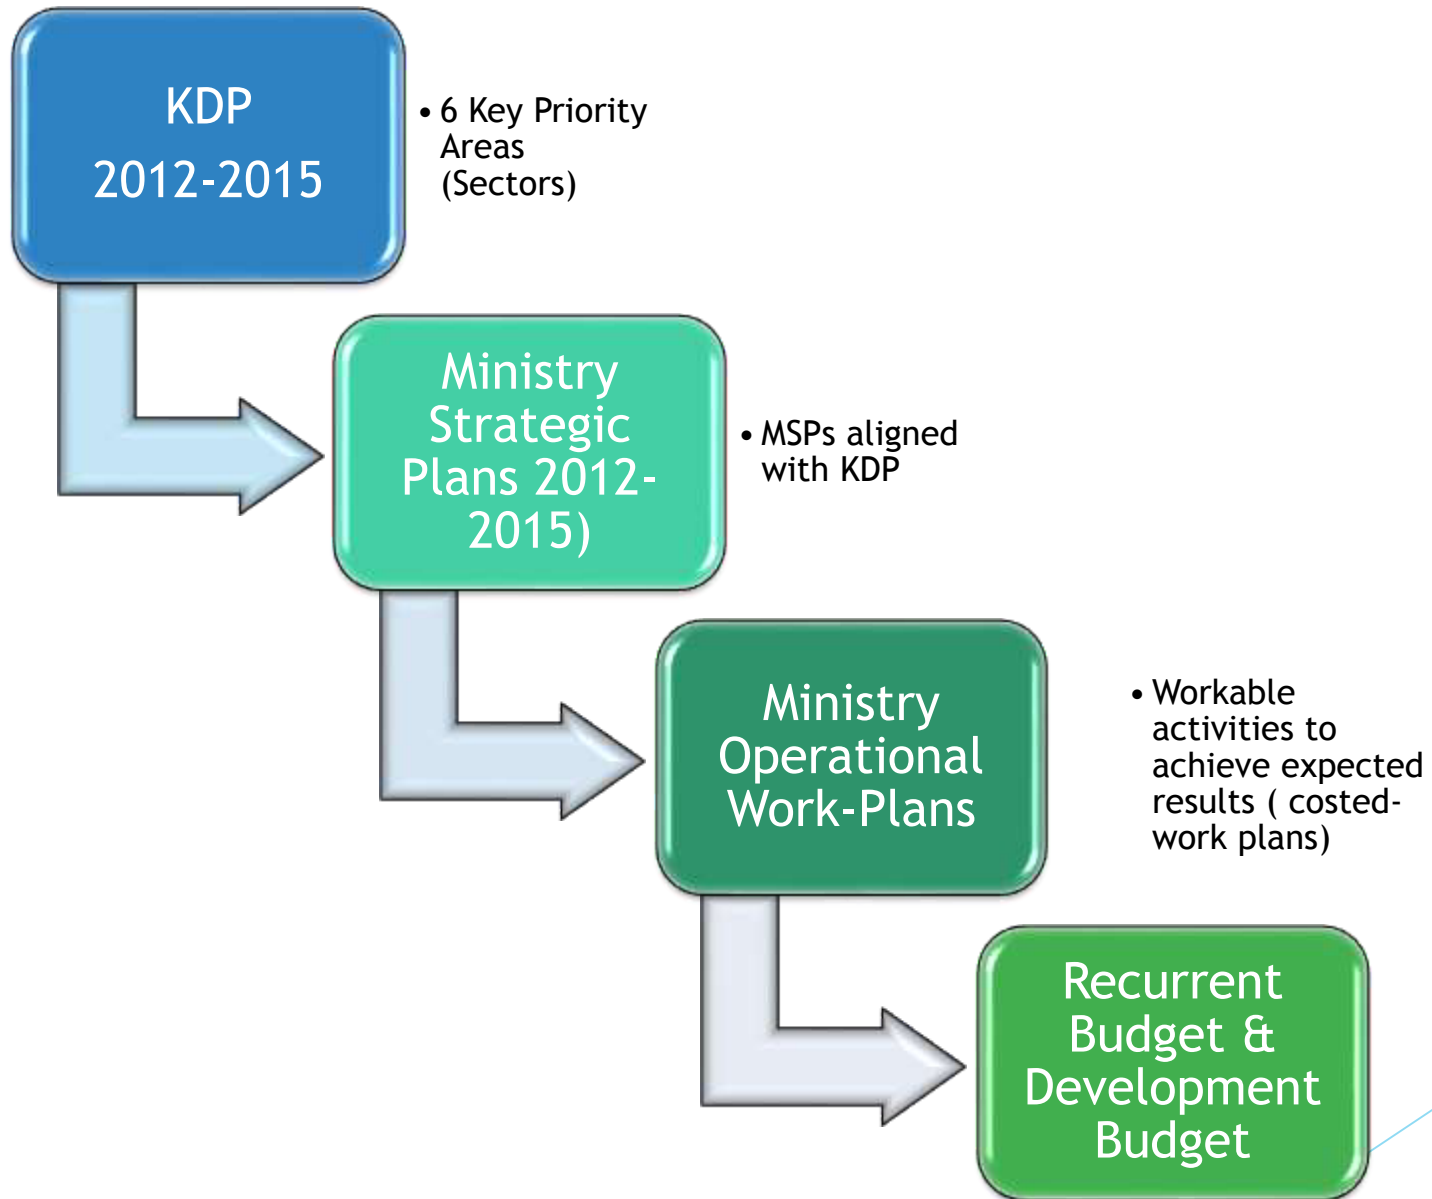 KDP
2012-2015
• 6 Key Priority
Areas
(Sectors)
Ministry
Strategic
Plans 2012-
2015)
• MSPs aligned
with KDP
Ministry
Operational
Work-Plans
• Workable
activities to
achieve expected
results ( costed-
work plans)
Recurrent
Budget &
Development
Budget